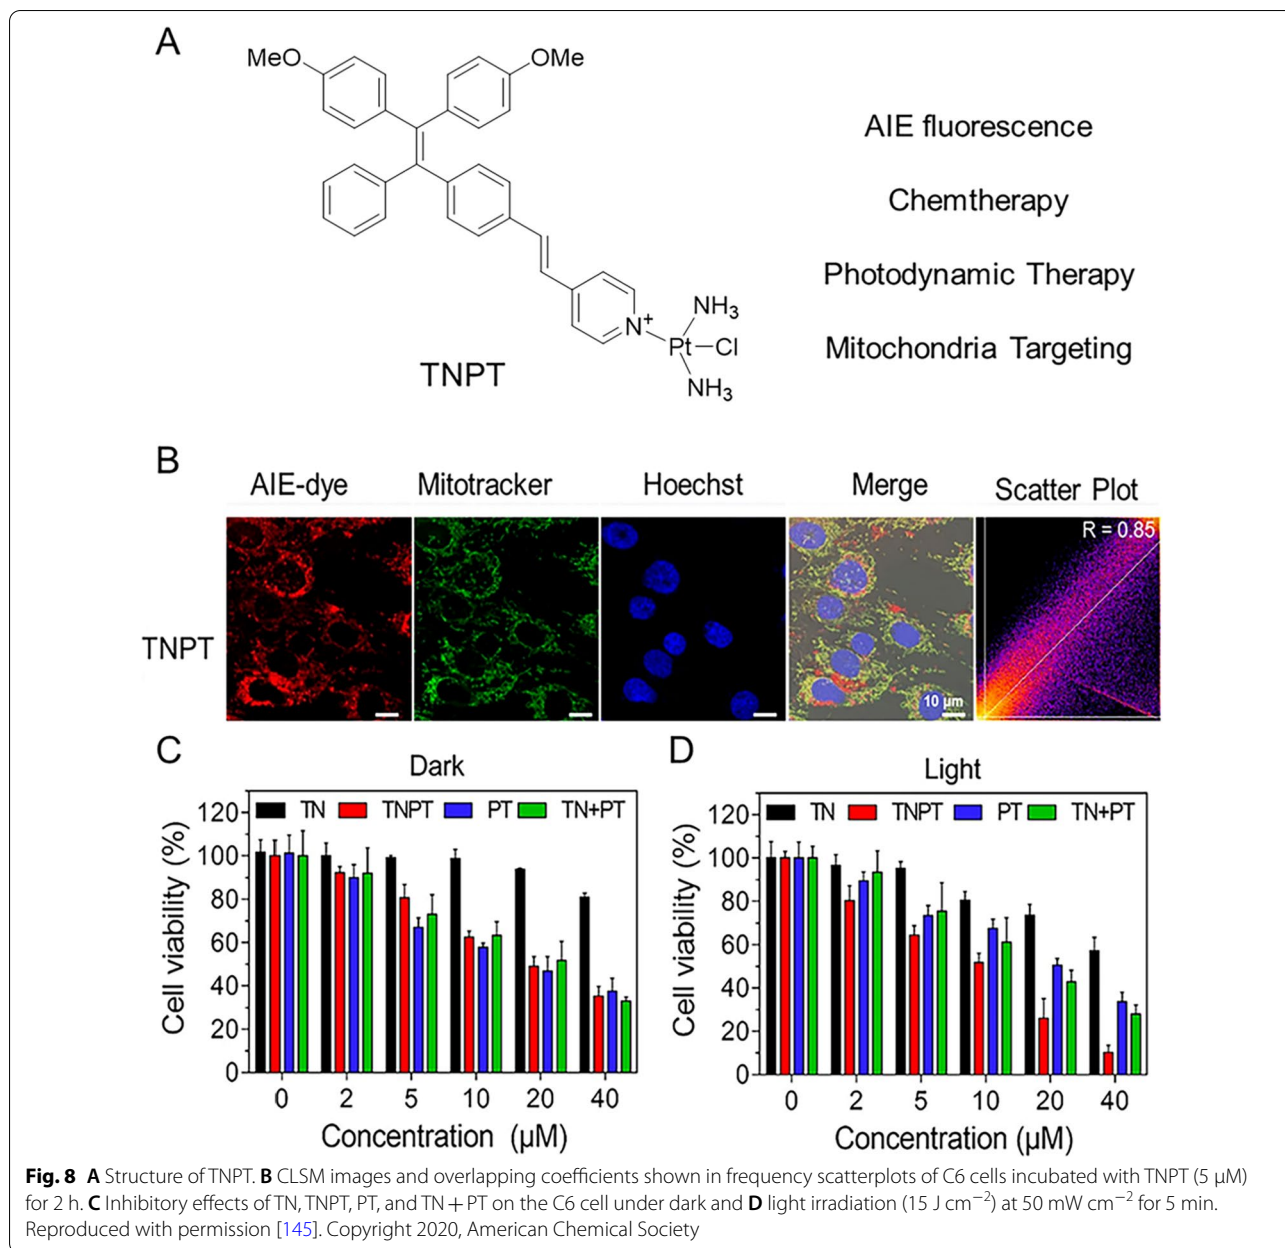 A
MeO
OMe
AIE fluorescence
Chemtherapy
Photodynamic Therapy
Mitochondria Targeting
NH3
N+
Pt
Cl
NH3
TNPT
B
AIE-dye Mitotracker Hoechst Merge Scatter Plot
R = 0.85
TNPT
10 µm
C
Dark
TN TNPT PT TN+PT
Cell viability (%)
120
100
80
60
40
20
0
0 2 5 10 20 40
Concentration (µM)
D
Light
TN TNPT PT TN+PT
Cell viability (%)
120
100
80
60
40
20
0
0 2 5 10 20 40
Concentration (µM)
Fig. 8 A Structure of TNPT. B CLSM images and overlapping coefficients shown in frequency scatterplots of C6 cells incubated with TNPT (5 µM)
for 2 h. C Inhibitory effects of TN, TNPT, PT, and TN + PT on the C6 cell under dark and D light irradiation (15 J cm−2) at 50 mW cm−2 for 5 min.
Reproduced with permission [145]. Copyright 2020, American Chemical Society